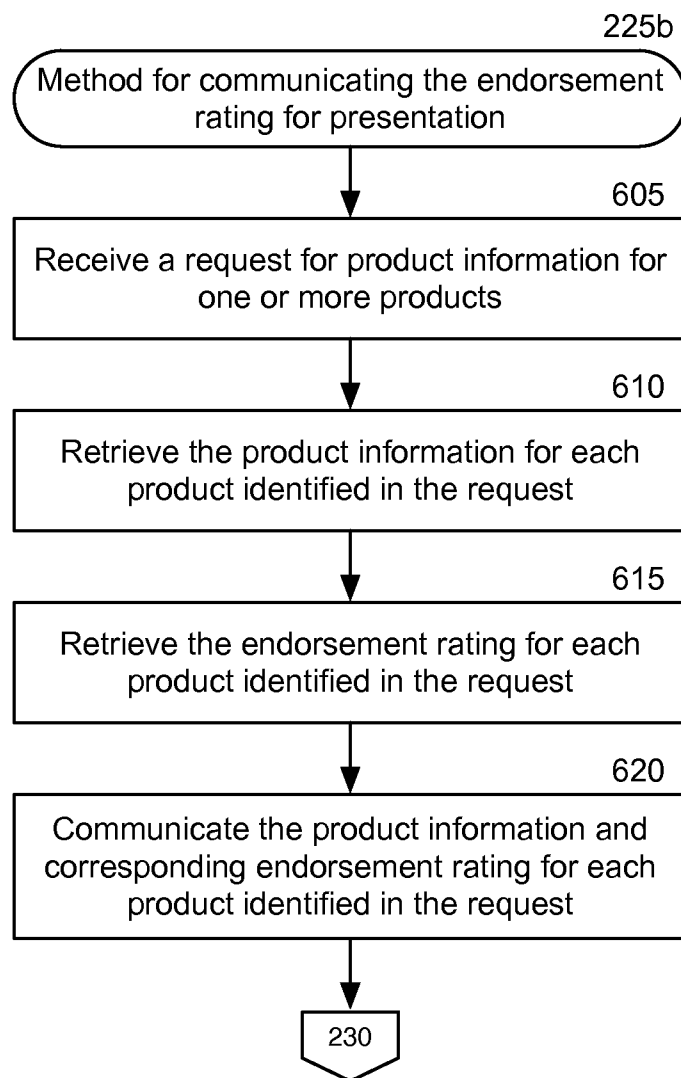 225b
Method for communicating the endorsement
rating for presentation
605
Receive a request for product information for
one or more products
610
Retrieve the product information for each
product identified in the request
615
Retrieve the endorsement rating for each
product identified in the request
620
Communicate the product information and
corresponding endorsement rating for each
product identified in the request
230